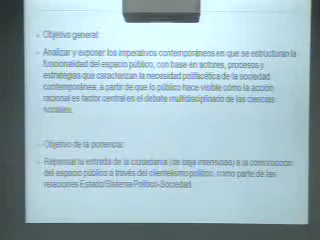 Objetivo general:
Analizar y exponer los imperativos contemporáneos en que se estructuran la
funcionalidad del espacio público, con base en actores, procesos y
estrategias que caracterizan la necesidad polifacética de la sociedad
contemporánea, a partir de que lo público hace visible cómo la acción
racional es factor central en el debate multidisciplinario de las ciencias
sociales.
Objetivo de la ponencia:
Repensar la entrada de la ciudadanía (de baja intensidad) a la construcción
del espacio público a través del clientelismo político, como parte de las
relaciones Estado/Sistema Político-Sociedad.